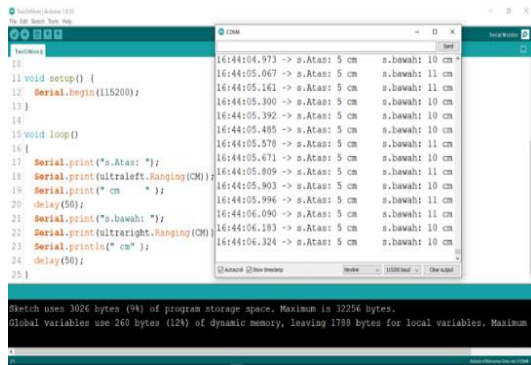 TwoOnMoni | Arduino 1.8.10
File Edit Sketch Tools Help
Serial Monitor
10
11 void setup() {
12 Serial.begin(115200);
13 }
14
15 void loop()
16 {
17 Serial.print("s.Atas: ");
18 Serial.print(ultraleft.Ranging(CM));
19 Serial.print(" cm " );
20 delay(50);
21 Serial.print("s.bawah: ");
22 Serial.print(ultraright.Ranging(CM))
23 Serial.println(" cm" );
24 delay(50);
25 }
COM4
Send
16:44:04.973 -> s.Atas: 5 cm s.bawah: 10 cm
16:44:05.067 -> s.Atas: 5 cm s.bawah: 11 cm
16:44:05.161 -> s.Atas: 5 cm s.bawah: 11 cm
16:44:05.300 -> s.Atas: 5 cm s.bawah: 10 cm
16:44:05.392 -> s.Atas: 5 cm s.bawah: 10 cm
16:44:05.485 -> s.Atas: 5 cm s.bawah: 11 cm
16:44:05.578 -> s.Atas: 5 cm s.bawah: 11 cm
16:44:05.671 -> s.Atas: 5 cm s.bawah: 10 cm
16:44:05.809 -> s.Atas: 5 cm s.bawah: 11 cm
16:44:05.903 -> s.Atas: 5 cm s.bawah: 10 cm
16:44:05.996 -> s.Atas: 5 cm s.bawah: 11 cm
16:44:06.090 -> s.Atas: 5 cm s.bawah: 11 cm
16:44:06.183 -> s.Atas: 5 cm s.bawah: 10 cm
16:44:06.324 -> s.Atas: 5 cm s.bawah: 10 cm
Autoscroll Show timestamp Newline 115200 baud Clear output
Sketch uses 3026 bytes (9%) of program storage space. Maximum is 32256 bytes.
Global variables use 260 bytes (12%) of dynamic memory, leaving 1788 bytes for local variables. Maximum